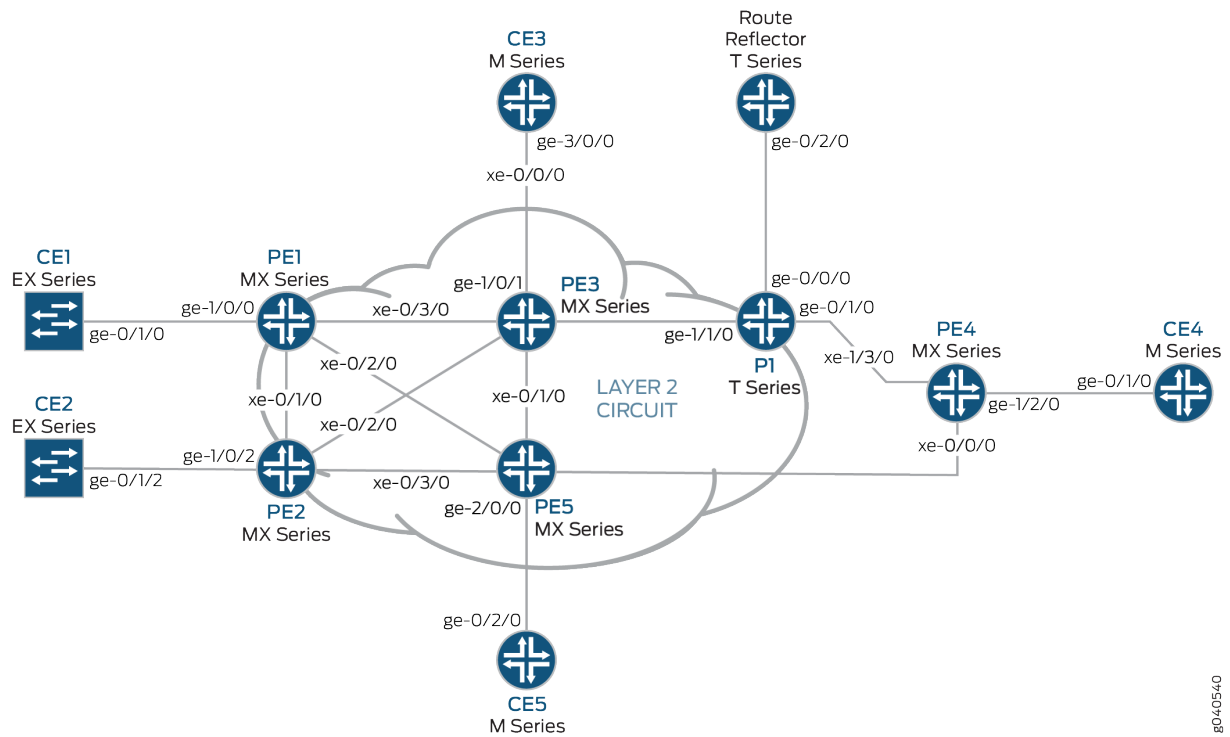 CE3
M Series
Route
Reflector
T Series
ge-3/0/0
ge-0/2/0
xe-0/0/0
CE1
EX Series
PE1
MX Series
ge-1/0/1
PE3
MX Series
ge-0/0/0
ge-0/1/0
ge-1/0/0
ge-0/1/0
xe-0/3/0
ge-1/1/0
PE4
MX Series
CE4
M Series
xe-0/2/0
xe-1/3/0
P1
T Series
LAYER 2
CIRCUIT
ge-0/1/0
ge-1/2/0
xe-0/1/0
xe-0/1/0
CE2
EX Series
xe-0/2/0
xe-0/0/0
ge-1/0/2
ge-0/1/2
xe-0/3/0
PE2
MX Series
ge-2/0/0
PE5
MX Series
ge-0/2/0
CE5
M Series
g040540